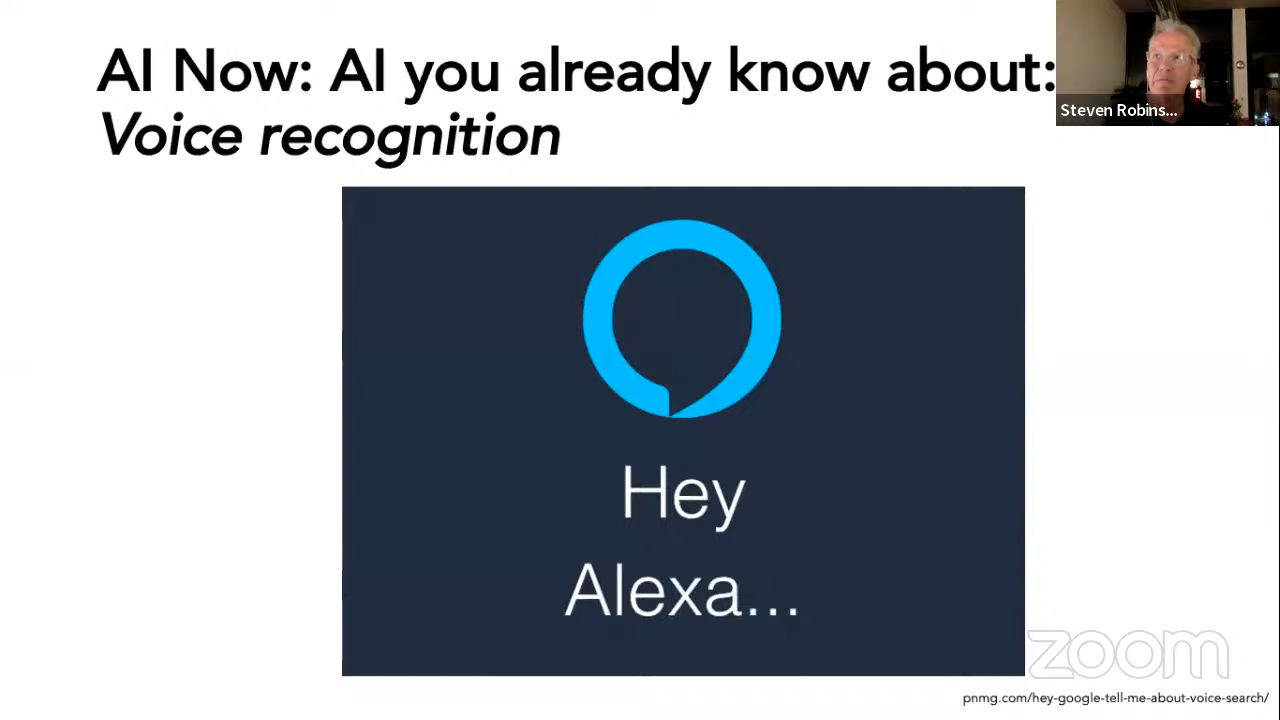 AI Now: AI you already know about:
Voice recognition
Steven Robins...
Hey
Alexa...
zoom
pnmg.com/hey-google-tell-me-about-voice-search/